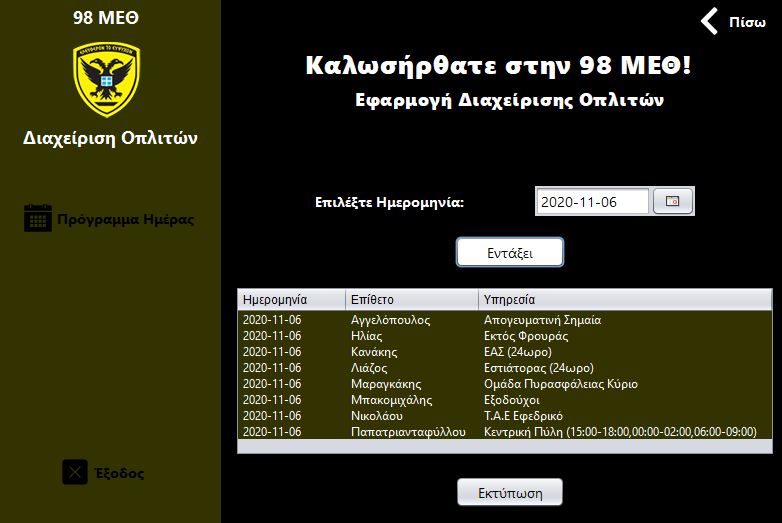 98 ΜΕΘ
Διαχείριση Οπλιτών
Πρόγραμμα Ημέρας
Έξοδος
Πίσω
Καλωσήρθατε στην 98 ΜΕΘ!
Εφαρμογή Διαχείρισης Οπλιτών
Επιλέξτε Ημερομηνία: 2020-11-06
Εντάξει
Ημερομηνία Επίθετο Υπηρεσία
2020-11-06 Αγγελόπουλος Απογευματινή Σημαία
2020-11-06 Ηλίας Εκτός Φρουράς
2020-11-06 Κανάκης ΕΑΣ (24ωρο)
2020-11-06 Λιάζος Εστιάτορας (24ωρο)
2020-11-06 Μαραγκάκης Ομάδα Πυρασφάλειας Κύριο
2020-11-06 Μπακομιχάλης Εξοδούχοι
2020-11-06 Νικολάου Τ.Α.Ε Εφεδρικό
2020-11-06 Παπατριανταφύλλου Κεντρική Πύλη (15:00-18:00,00:00-02:00,06:00-09:00)
Εκτύπωση